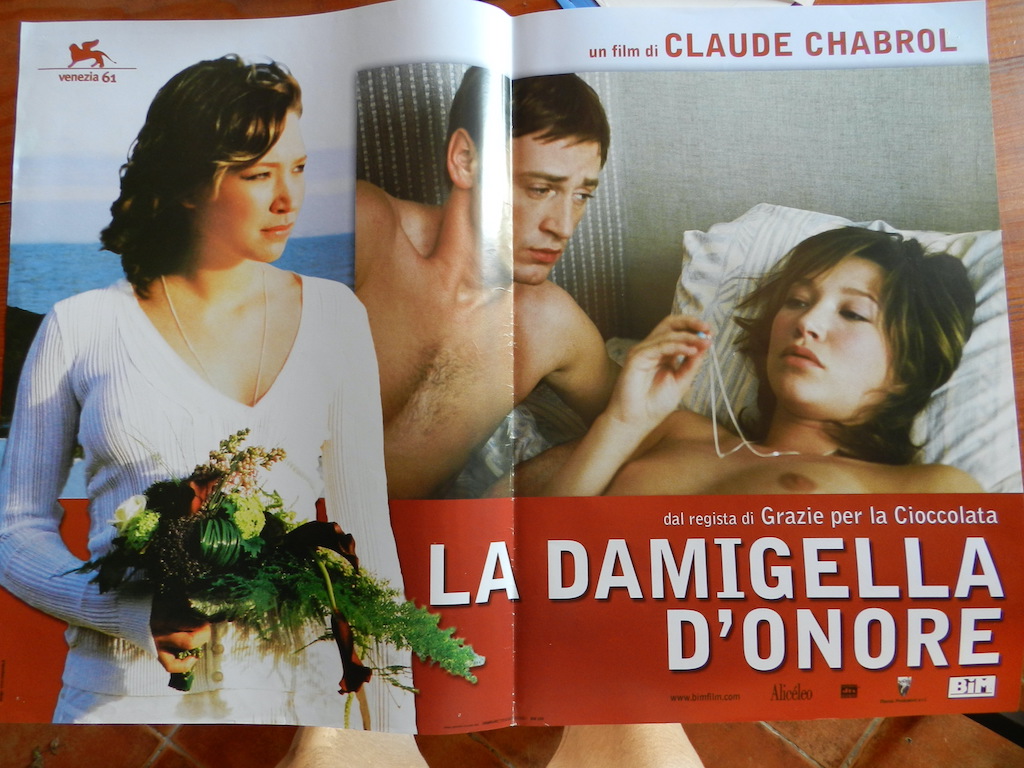 venezia 61
un film di CLAUDE CHABROL
dal regista di Grazie per la Cioccolata
LA DAMIGELLA
D'ONORE
www.bimfilm.com Alicéleo BiM